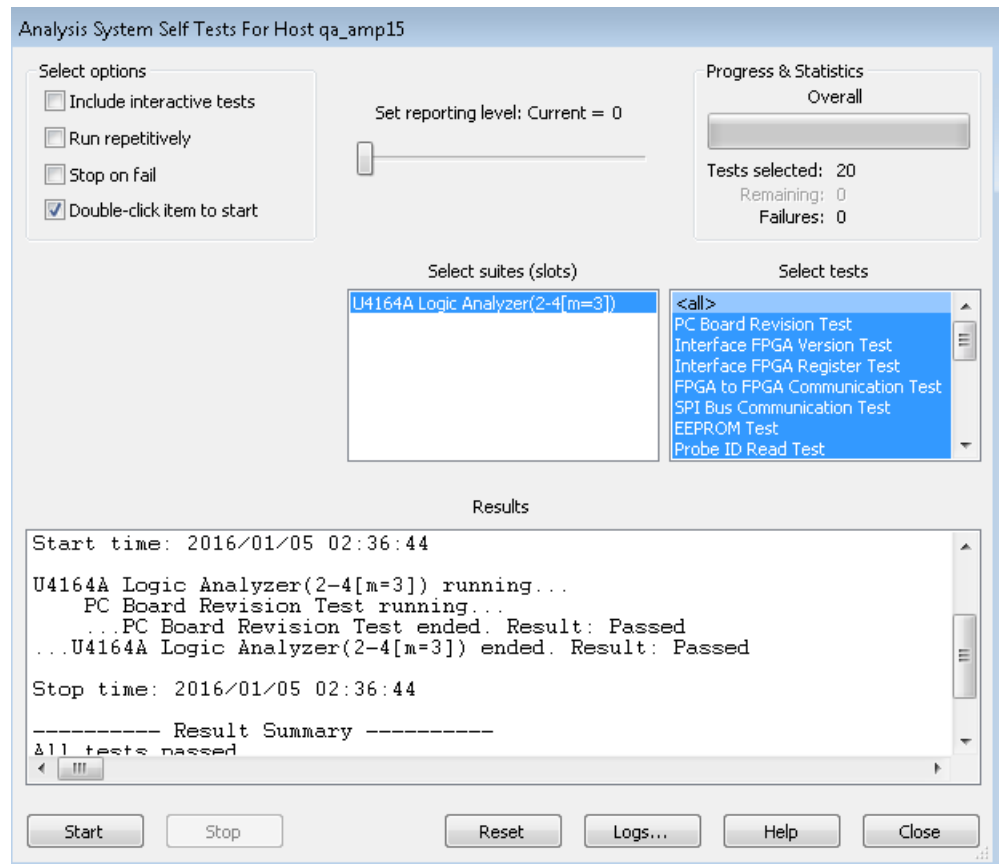 Analysis System Self Tests For Host qa_amp15
Select options
Include interactive tests
Run repetitively
Stop on fail
Double-click item to start
Set reporting level: Current = 0
Progress & Statistics
Overall
Tests selected: 20
Remaining: 0
Failures: 0
Select suites (slots)
U4164A Logic Analyzer(2-4[m=3])
Select tests
<all>
PC Board Revision Test
Interface FPGA Version Test
Interface FPGA Register Test
FPGA to FPGA Communication Test
SPI Bus Communication Test
EEPROM Test
Probe ID Read Test
Results
Start time: 2016/01/05 02:36:44
U4164A Logic Analyzer(2-4[m=3]) running...
PC Board Revision Test running...
...PC Board Revision Test ended. Result: Passed
...U4164A Logic Analyzer(2-4[m=3]) ended. Result: Passed
Stop time: 2016/01/05 02:36:44
---------- Result Summary ----------
All tests passed
Start
Stop
Reset
Logs...
Help
Close